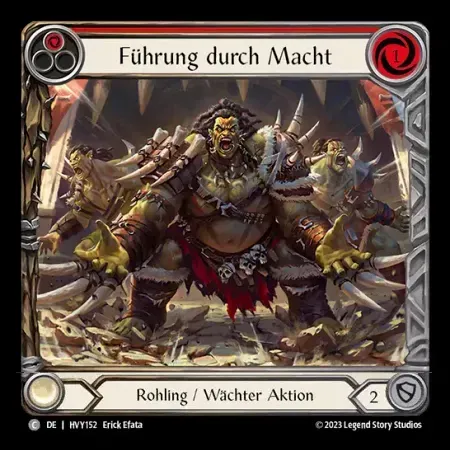 Führung durch Macht
1
Rohling / Wächter Aktion
2
C DE | HVY152 Erick Efata
©2023 Legend Story Studios